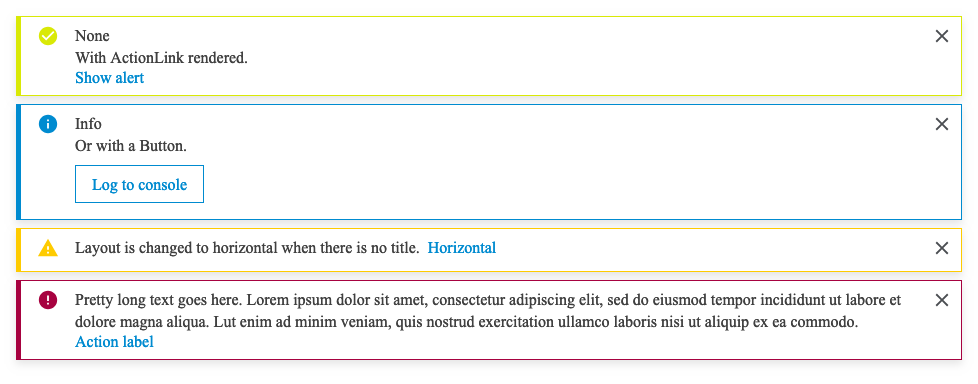 None
With ActionLink rendered.
Show alert
Info
Or with a Button.
Log to console
Layout is changed to horizontal when there is no title. Horizontal
Pretty long text goes here. Lorem ipsum dolor sit amet, consectetur adipiscing elit, sed do eiusmod tempor incididunt ut labore et
dolore magna aliqua. Lut enim ad minim veniam, quis nostrud exercitation ullamco laboris nisi ut aliquip ex ea commodo.
Action label